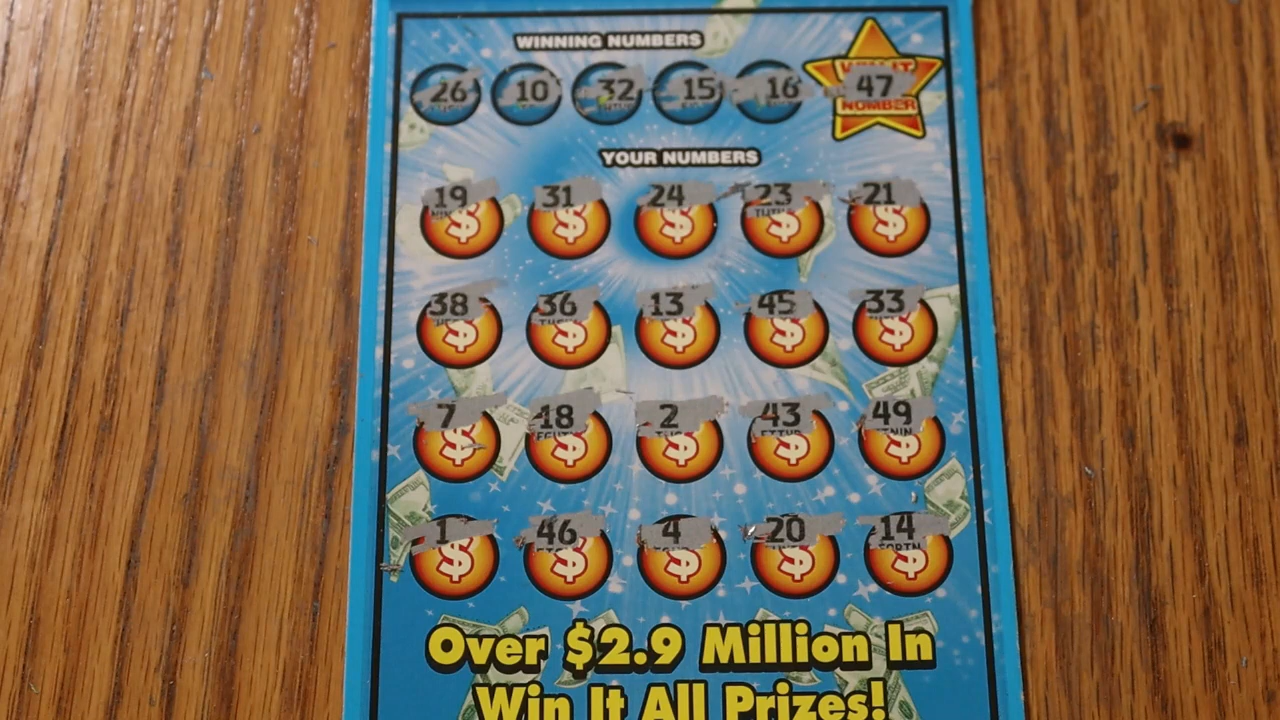 WINNING NUMBERS
26 10 32 15 16 47
NUMBER
YOUR NUMBERS
19 31 24 23 21
38 36 13 45 33
7 18 2 43 49
1 46 4 20 14
Over $2.9 Million In
Win It All Prizes!